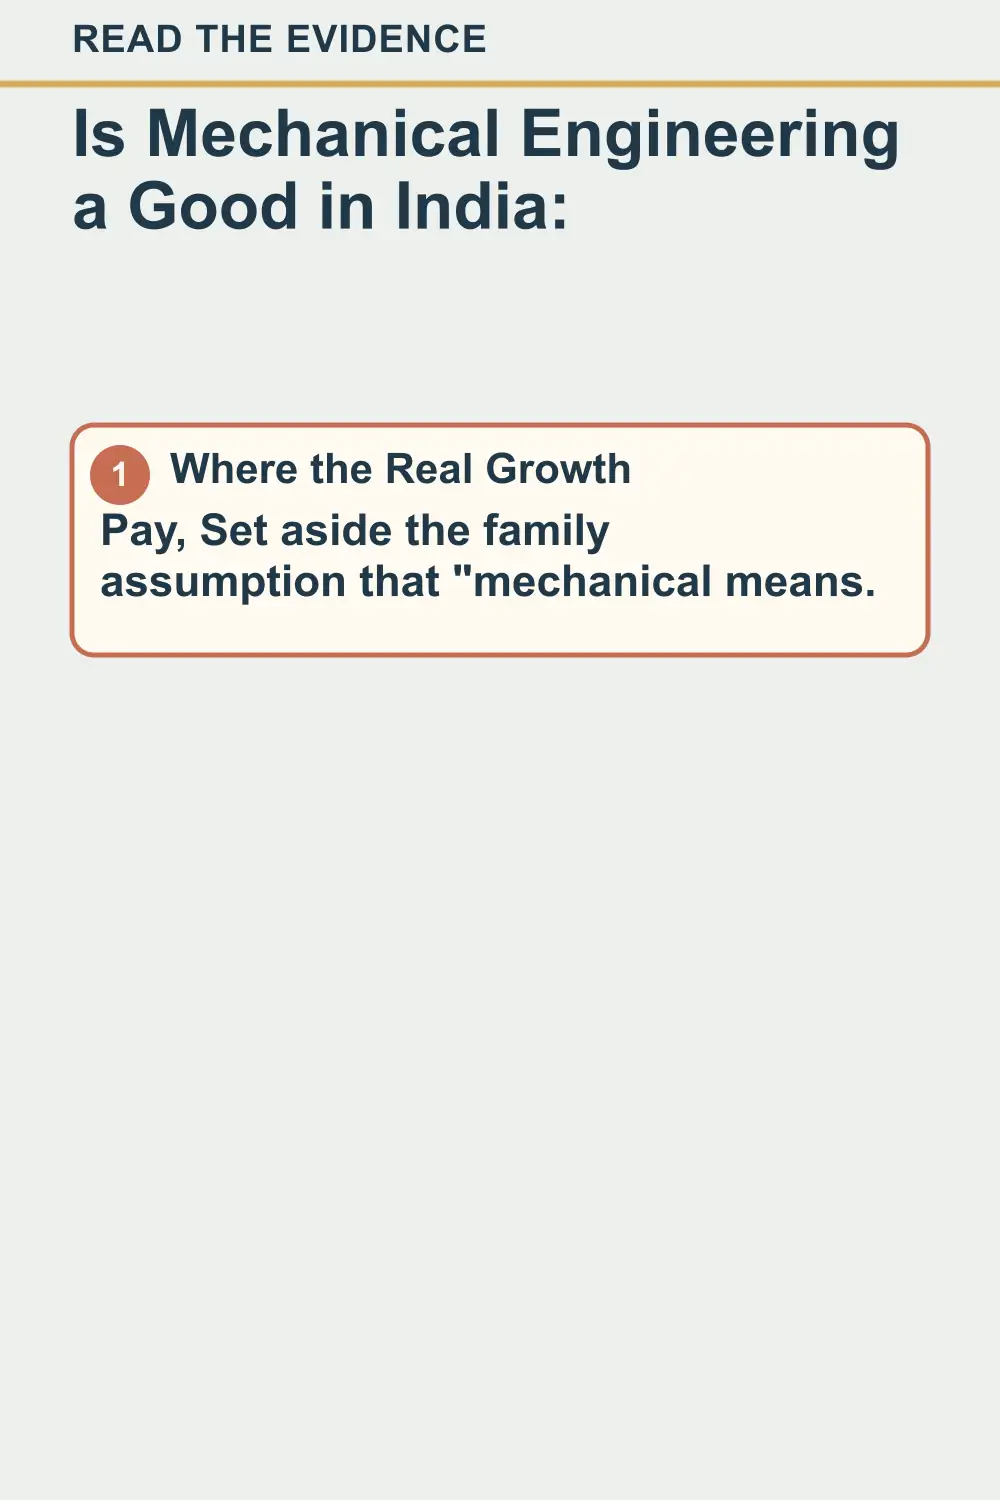 READ THE EVIDENCE
Is Mechanical Engineering
a Good in India:
1 Where the Real Growth
Pay, Set aside the family
assumption that "mechanical means.